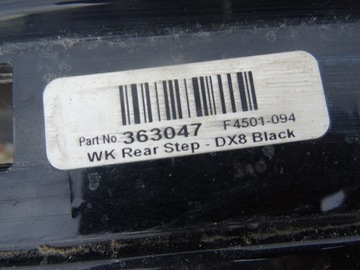 Part No. 363047 F4501-094
WK Rear Step - DX8 Black